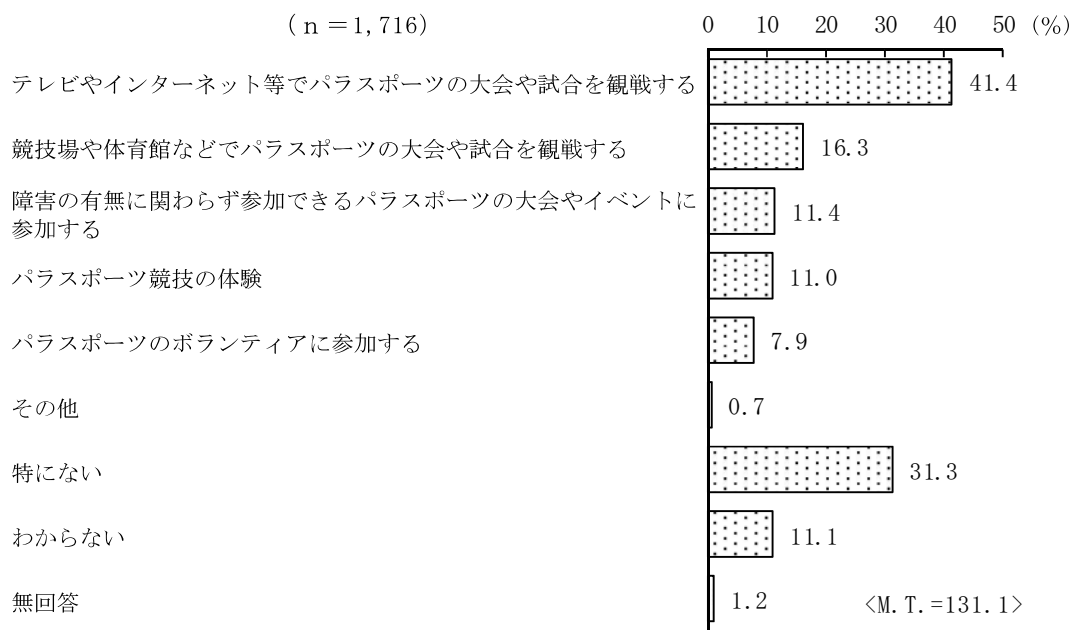 (n=1,716)
0 10 20 30 40 50 (%)
テレビやインターネット等でパラスポーツの大会や試合を観戦する 41.4
競技場や体育館などでパラスポーツの大会や試合を観戦する 16.3
障害の有無に関わらず参加できるパラスポーツの大会やイベントに
参加する 11.4
パラスポーツ競技の体験 11.0
パラスポーツのボランティアに参加する 7.9
その他 0.7
特にない 31.3
わからない 11.1
無回答 1.2
<M.T.=131.1>